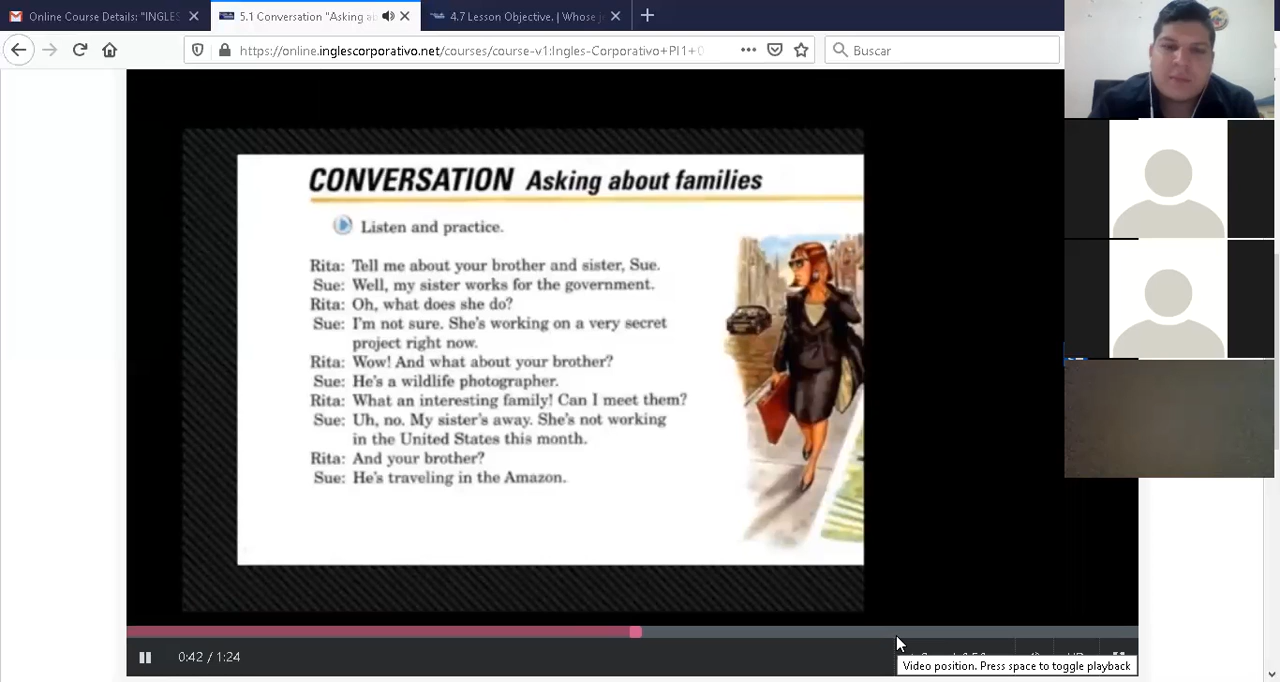 Online Course Details: "INGLES
5.1 Conversation "Asking ab
4.7 Lesson Objective. | Whose j
https://online.inglescorporativo.net/courses/course-v1:Ingles-Corporativo+PI1+
Buscar
CONVERSATION Asking about families
Listen and practice.
Rita: Tell me about your brother and sister, Sue.
Sue: Well, my sister works for the government.
Rita: Oh, what does she do?
Sue: I'm not sure. She's working on a very secret
project right now.
Rita: Wow! And what about your brother?
Sue: He's a wildlife photographer.
Rita: What an interesting family! Can I meet them?
Sue: Uh, no. My sister's away. She's not working
in the United States this month.
Rita: And your brother?
Sue: He's traveling in the Amazon.
0:42 / 1:24
Video position. Press space to toggle playback